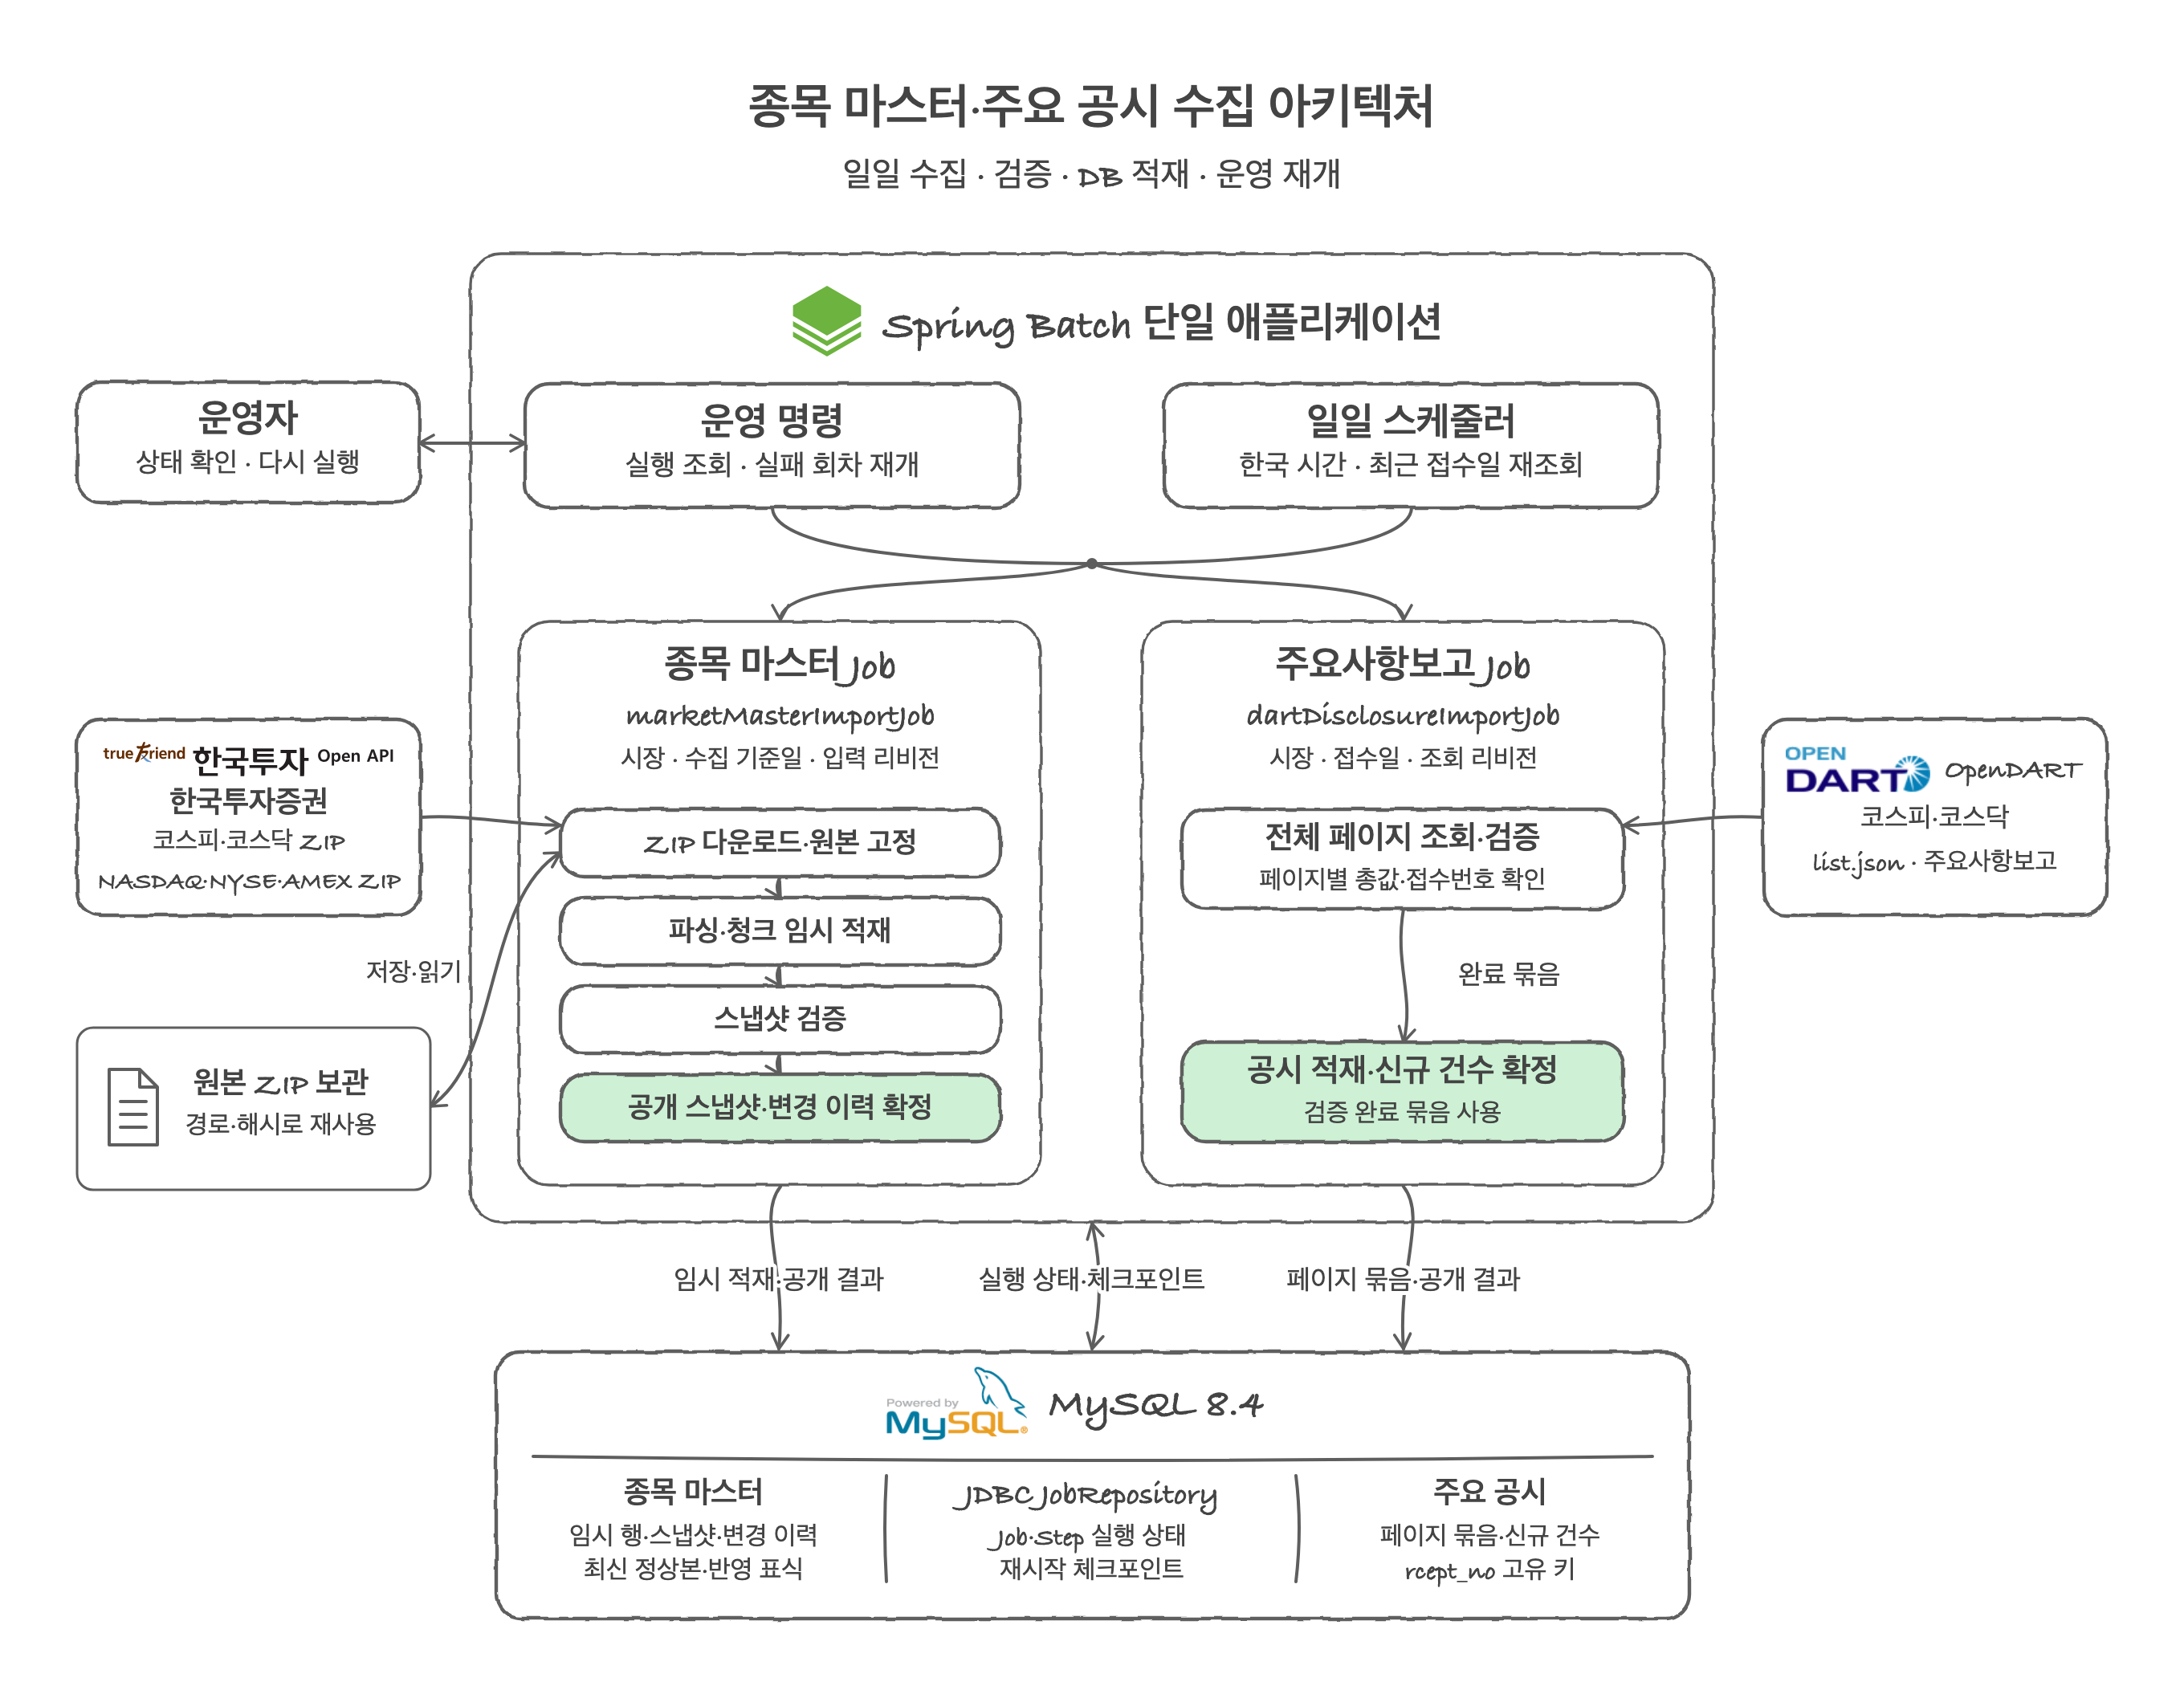 종목 마스터·주요 공시 수집 아키텍처
일일 수집 · 검증 · DB 적재 · 운영 재개
Spring Batch 단일 애플리케이션
운영자
상태 확인 · 다시 실행
운영 명령
실행 조회 · 실패 회차 재개
일일 스케줄러
한국 시간 · 최근 접수일 재조회
종목 마스터 Job
marketMasterImportJob
시장 · 수집 기준일 · 입력 리비전
주요사항보고 Job
dartDisclosureImportJob
시장 · 접수일 · 조회 리비전
true Friend 한국투자 Open API
한국투자증권
코스피·코스닥 ZIP
NASDAQ·NYSE·AMEX ZIP
ZIP 다운로드·원본 고정
파싱·청크 임시 적재
스냅샷 검증
공개 스냅샷·변경 이력 확정
전체 페이지 조회·검증
페이지별 총값·접수번호 확인
완료 묶음
공시 적재·신규 건수 확정
검증 완료 묶음 사용
OPEN
DART OpenDART
코스피·코스닥
list.json · 주요사항보고
저장·읽기
원본 ZIP 보관
경로·해시로 재사용
임시 적재·공개 결과
실행 상태·체크포인트
페이지 묶음·공개 결과
Powered by
MySQL® MySQL 8.4
종목 마스터
임시 행·스냅샷·변경 이력
최신 정상본·반영 표식
JDBC JobRepository
Job·Step 실행 상태
재시작 체크포인트
주요 공시
페이지 묶음·신규 건수
rcept_no 고유 키